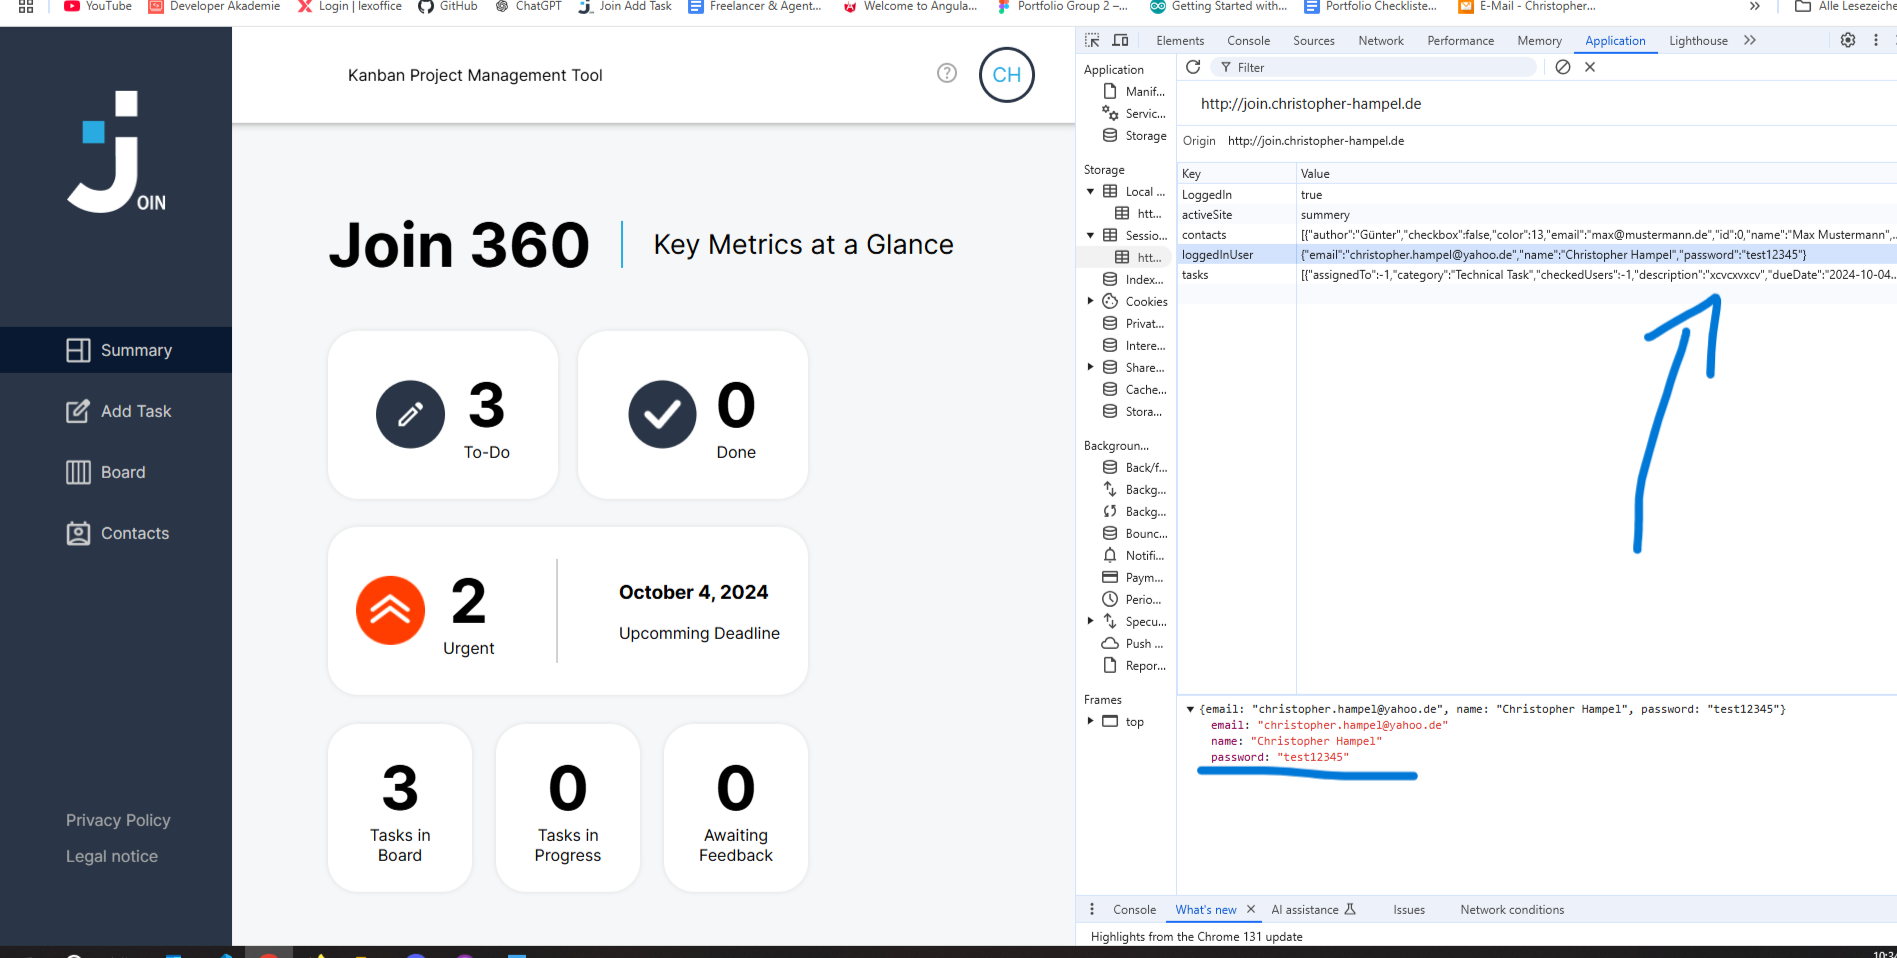 YouTube Developer Akademie Login | lexoffice GitHub ChatGPT Join Add Task Freelancer & Agent... Welcome to Angula... Portfolio Group 2 –... Getting Started with... Portfolio Checkliste... E-Mail - Christopher... » Alle Lesezeichen
OIN
Summary
Add Task
Board
Contacts
Privacy Policy
Legal notice
Kanban Project Management Tool
?
CH
Join 360
Key Metrics at a Glance
3
To-Do
0
Done
2
Urgent
October 4, 2024
Upcomming Deadline
3
Tasks in
Board
0
Tasks in
Progress
0
Awaiting
Feedback
Elements Console Sources Network Performance Memory Application Lighthouse »
Application
Manif...
Servic...
Storage
Storage
Local ...
htt...
Sessio...
htt...
Index...
Cookies
Privat...
Intere...
Share...
Cache...
Stora...
Backgroun...
Back/f...
Backg...
Backg...
Bounc...
Notifi...
Paym...
Perio...
Specu...
Push ...
Repor...
Frames
top
Filter
http://join.christopher-hampel.de
Origin http://join.christopher-hampel.de
Key Value
LoggedIn true
activeSite summery
contacts [{"author":"Günter","checkbox":false,"color":13,"email":"max@mustermann.de","id":0,"name":"Max Mustermann",...
loggedInUser {"email":"christopher.hampel@yahoo.de","name":"Christopher Hampel","password":"test12345"}
tasks [{"assignedTo":-1,"category":"Technical Task","checkedUsers":-1,"description":"xcvcxvxcv","dueDate":"2024-10-04...
{email: "christopher.hampel@yahoo.de", name: "Christopher Hampel", password: "test12345"}
email: "christopher.hampel@yahoo.de"
name: "Christopher Hampel"
password: "test12345"
Console What's new AI assistance Issues Network conditions
Highlights from the Chrome 131 update